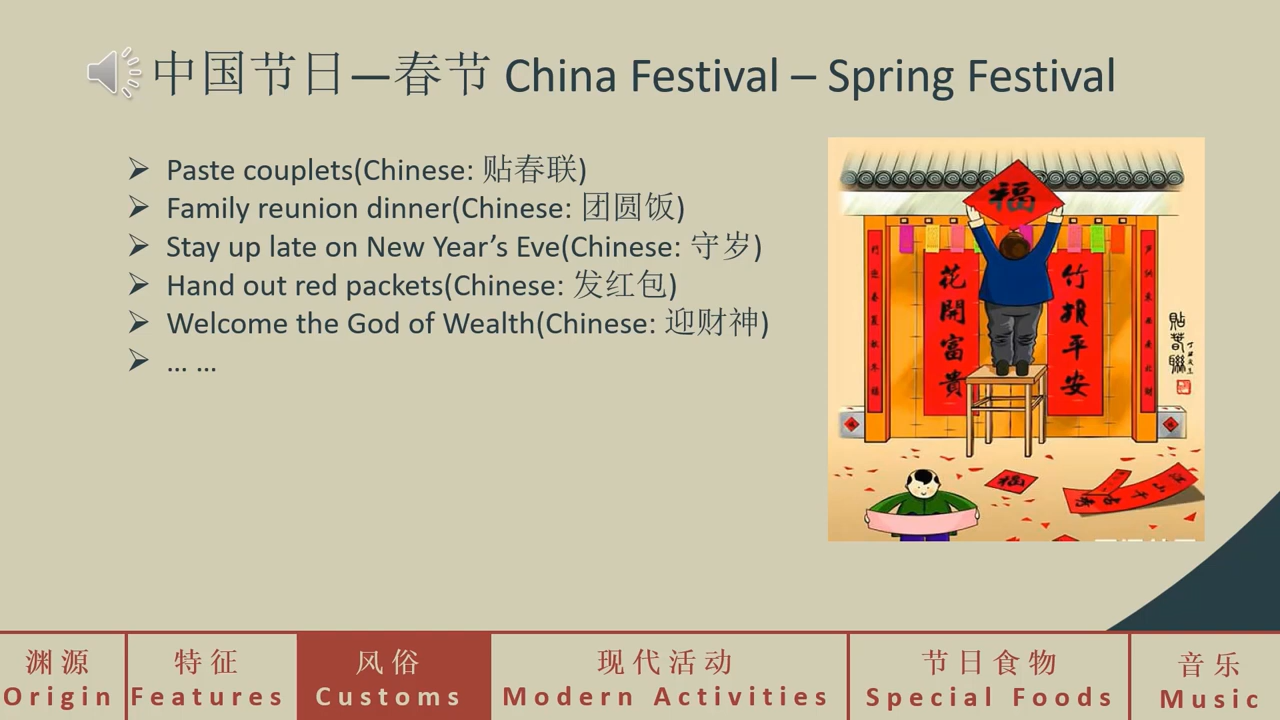 中国节日—春节 China Festival – Spring Festival
Paste couplets(Chinese: 贴春联)
Family reunion dinner(Chinese: 团圆饭)
Stay up late on New Year’s Eve(Chinese: 守岁)
Hand out red packets(Chinese: 发红包)
Welcome the God of Wealth(Chinese: 迎财神)
... ...
福
花開富貴
竹报平安
貼春聯
福
渊源
Origin
特征
Features
风俗
Customs
现代活动
Modern Activities
节日食物
Special Foods
音乐
Music